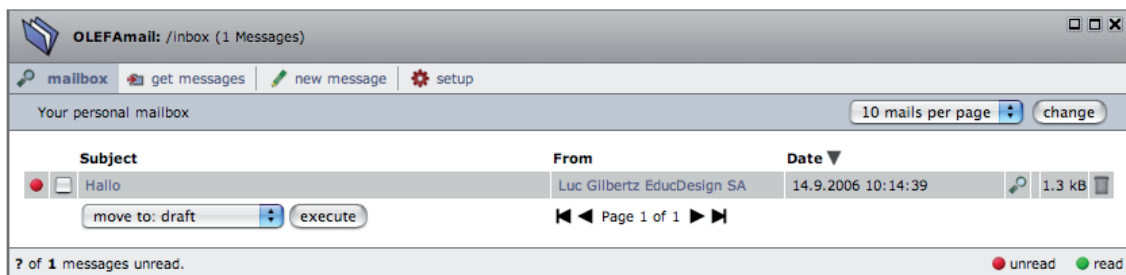 OLEFAmail: /inbox (1 Messages)
mailbox get messages new message setup
Your personal mailbox 10 mails per page change
Subject From Date
Hallo Luc Gilbertz EducDesign SA 14.9.2006 10:14:39 1.3 kB
move to: draft execute Page 1 of 1
? of 1 messages unread. unread read